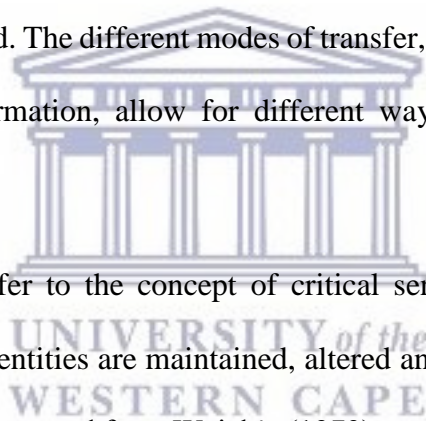 d. The different modes of transfer,
rmation, allow for different way
fer to the concept of critical ser
UNIVERSITY of the
entities are maintained, altered an
WESTERN CAPE